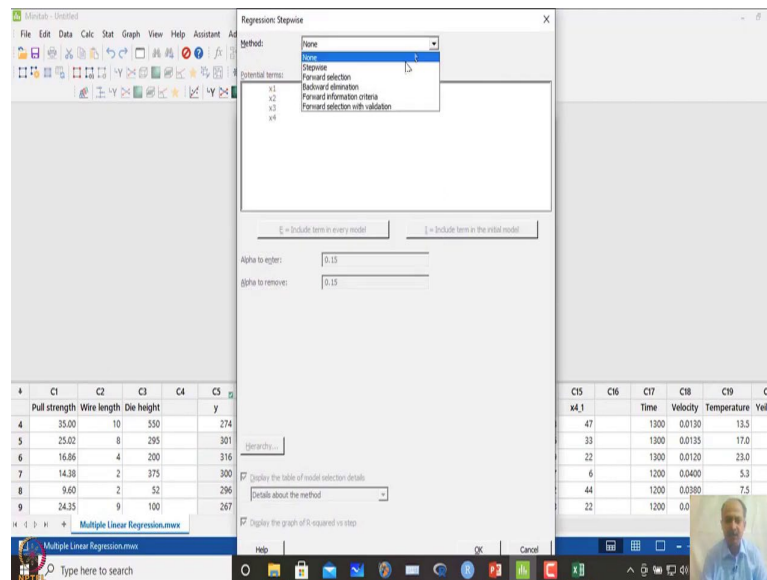 Minitab - Untitled
File Edit Data Calc Stat Graph View Help Assistant Ad
Regression: Stepwise
X
Method:
None
None
Stepwise
Forward selection
Backward elimination
Forward information criteria
Forward selection with validation
Potential terms:
x1
x2
x3
x4
E = Include term in every model
I = Include term in the initial model
Alpha to enter:
0.15
Alpha to remove:
0.15
Hierarchy...
Display the table of model selection details
Details about the method
Display the graph of R-squared vs step
Help
OK
Cancel
C1 C2 C3 C4 C5 C15 C16 C17 C18 C19
Pull strength Wire length Die height y x4_1 Time Velocity Temperature
4 35.00 10 550 274 47 1300 0.0130 13.5
5 25.02 8 295 301 33 1300 0.0135 17.0
6 16.86 4 200 316 22 1300 0.0120 23.0
7 14.38 2 375 300 6 1200 0.0400 5.3
8 9.60 2 52 296 44 1200 0.0380 7.5
9 24.35 9 100 267 22 1200
Multiple Linear Regression.mwx
Multiple Linear Regression.mwx
Type here to search
NPTEL